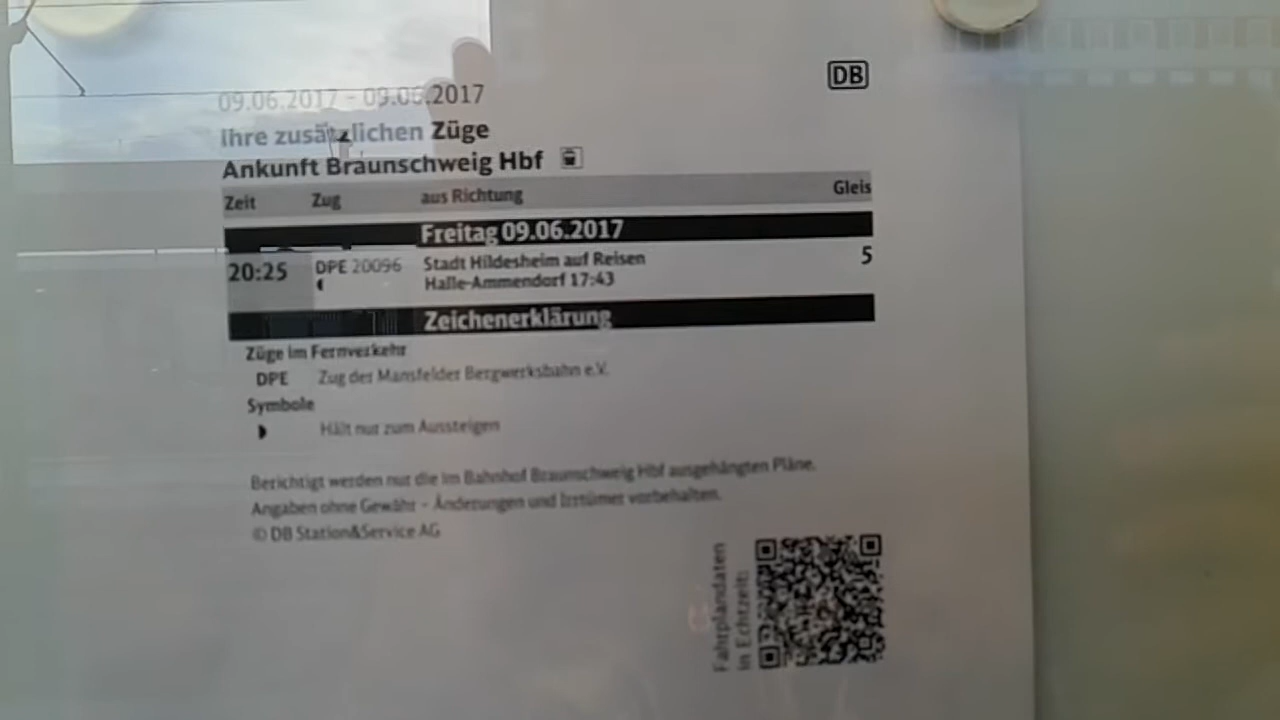 DB
09.06.2017 - 09.06.2017
Ihre zusätzlichen Züge
Ankunft Braunschweig Hbf
Zeit Zug aus Richtung Gleis
Freitag 09.06.2017
20:25 DPE 20096 Stadt Hildesheim auf Reisen 5
Halle-Ammendorf 17:43
Zeichenerklärung
Züge im Fernverkehr
DPE Zug der Mansfelder Bergwerksbahn e.V.
Symbole
Hält nur zum Aussteigen
Berichtigt werden nur die im Bahnhof Braunschweig Hbf ausgehängten Pläne.
Angaben ohne Gewähr - Änderungen und Irrtümer vorbehalten.
© DB Station&Service AG
Fahrplandaten
in Echtzeit: